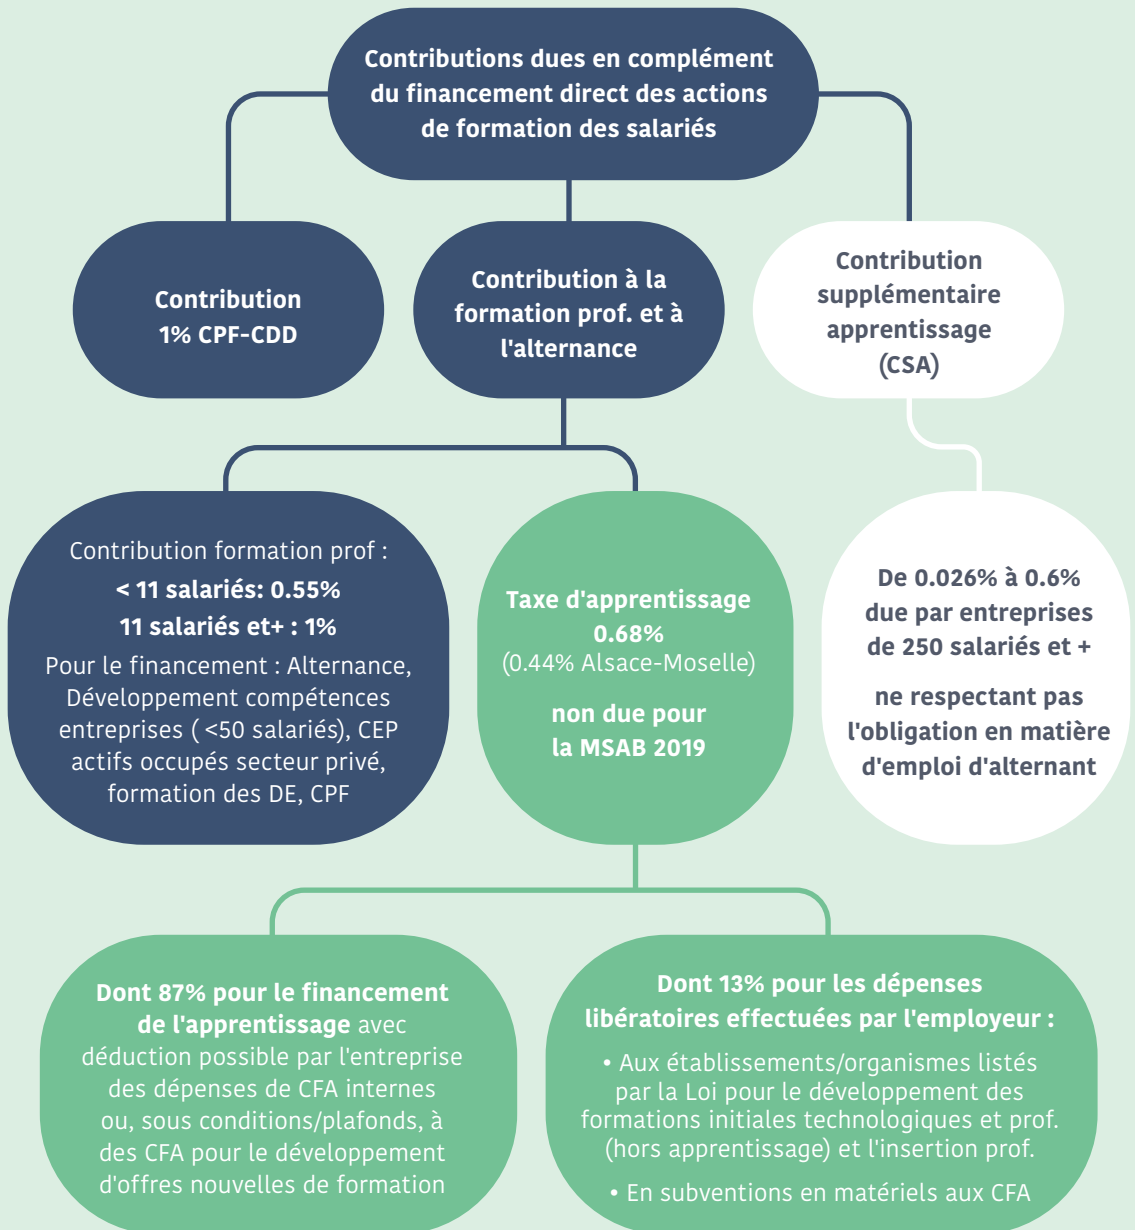 Contributions dues en complément
du financement direct des actions
de formation des salariés
Contribution
1% CPF-CDD
Contribution à la
formation prof. et à
l'alternance
Contribution
supplémentaire
apprentissage
(CSA)
Contribution formation prof :
< 11 salariés: 0.55%
11 salariés et+ : 1%
Pour le financement : Alternance,
Développement compétences
entreprises ( <50 salariés), CEP
actifs occupés secteur privé,
formation des DE, CPF
Taxe d'apprentissage
0.68%
(0.44% Alsace-Moselle)
non due pour
la MSAB 2019
De 0.026% à 0.6%
due par entreprises
de 250 salariés et +
ne respectant pas
l'obligation en matière
d'emploi d'alternant
Dont 87% pour le financement
de l'apprentissage avec
déduction possible par l'entreprise
des dépenses de CFA internes
ou, sous conditions/plafonds, à
des CFA pour le développement
d'offres nouvelles de formation
Dont 13% pour les dépenses
libératoires effectuées par l'employeur :
• Aux établissements/organismes listés
par la Loi pour le développement des
formations initiales technologiques et prof.
(hors apprentissage) et l'insertion prof.
• En subventions en matériels aux CFA